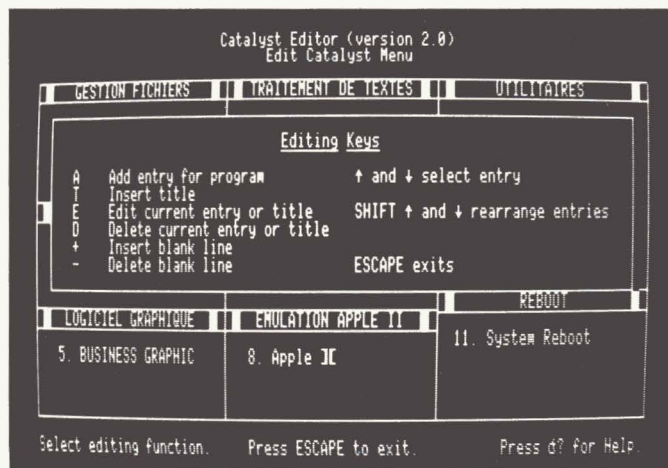 Catalyst Editor (version 2.0)
Edit Catalyst Menu
GESTION FICHIERS TRAITEMENT DE TEXTES UTILITAIRES
Editing Keys
A Add entry for program ↑ and ↓ select entry
T Insert title
E Edit current entry or title SHIFT ↑ and ↓ rearrange entries
D Delete current entry or title
+ Insert blank line
- Delete blank line ESCAPE exits
REBOOT
LOGICIEL GRAPHIQUE EMULATION APPLE II
11. System Reboot
5. BUSINESS GRAPHIC 8. Apple ][
Select editing function. Press ESCAPE to exit. Press ? for Help.